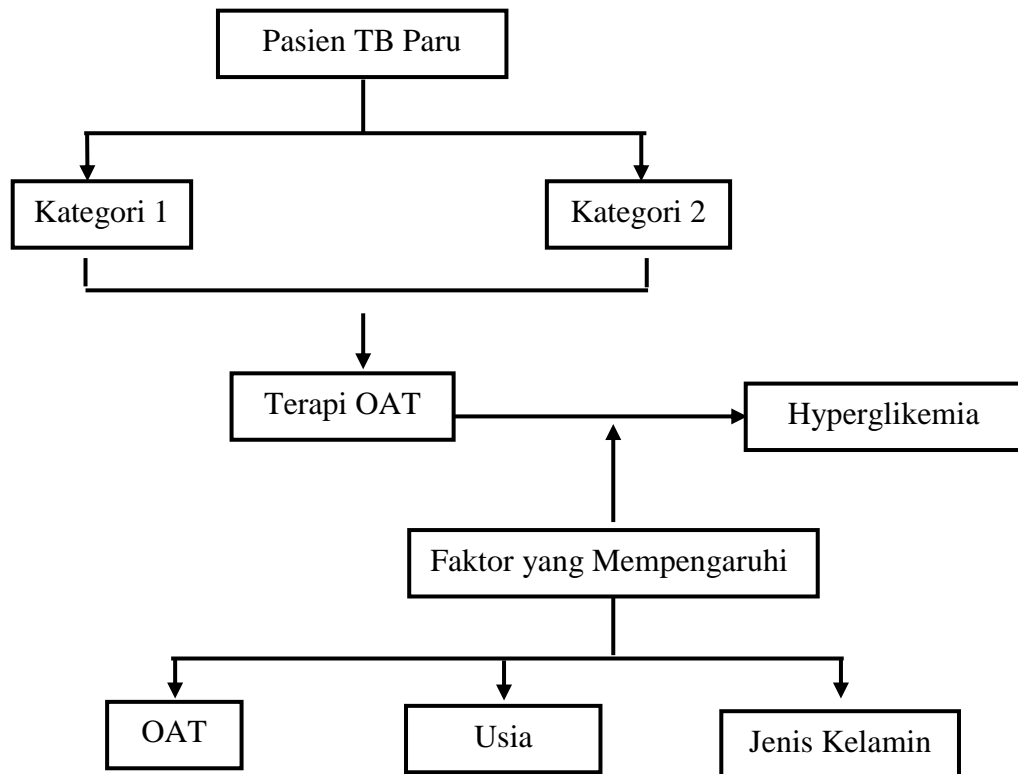 Pasien TB Paru
Kategori 1
Kategori 2
Terapi OAT
Hyperglikemia
Faktor yang Mempengaruhi
OAT
Usia
Jenis Kelamin